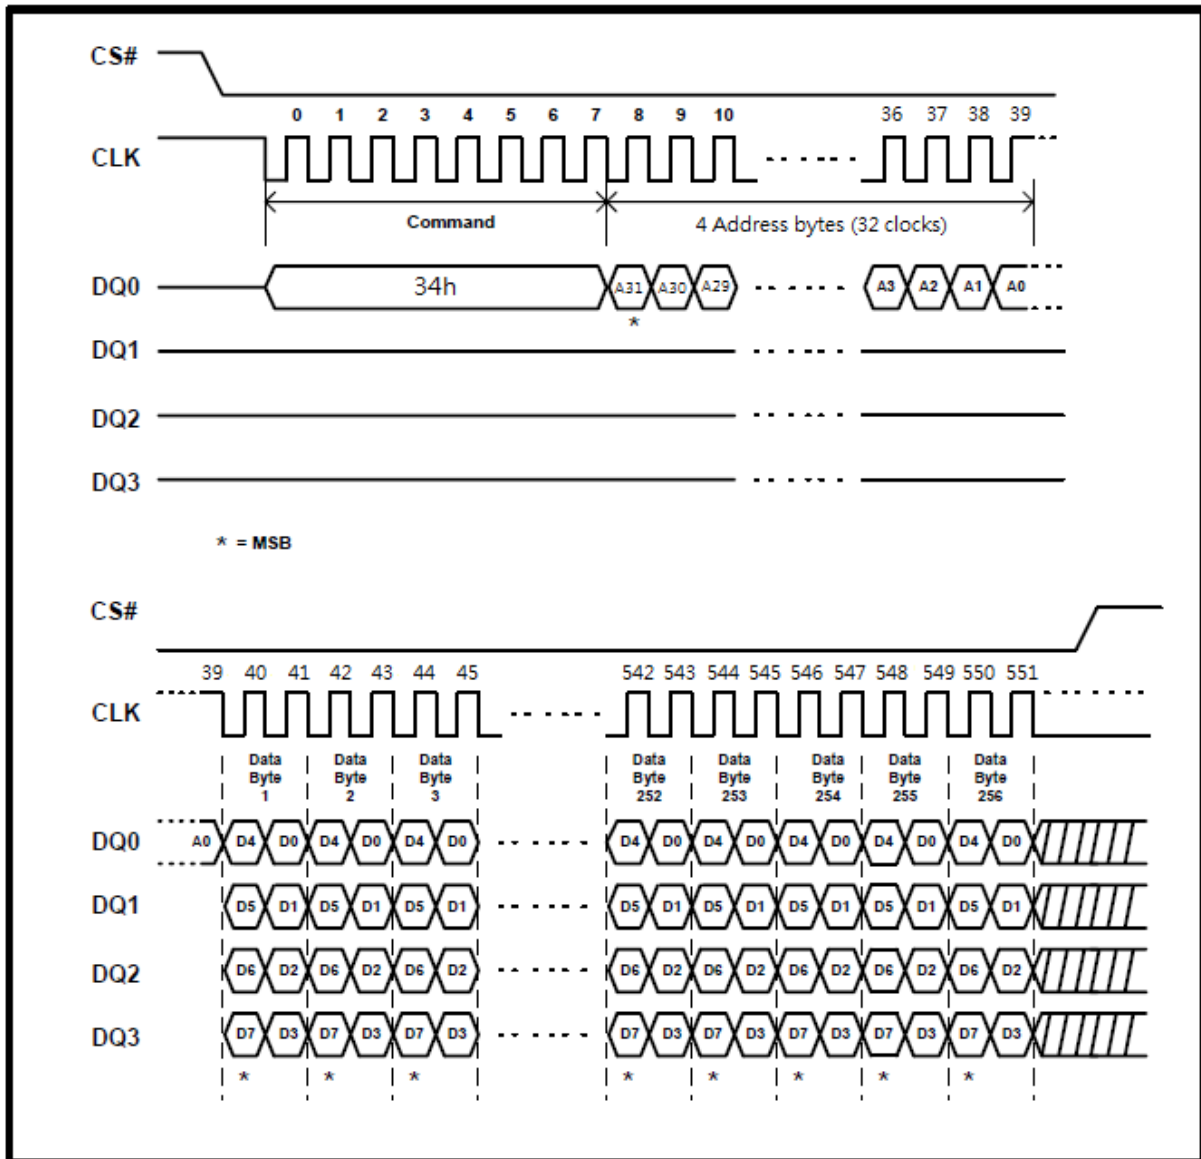 CS#
0 1 2 3 4 5 6 7 8 9 10 36 37 38 39
CLK
Command 4 Address bytes (32 clocks)
DQ0 34h A31 A30 A29 A3 A2 A1 A0
*
DQ1
DQ2
DQ3
* = MSB
CS#
39 40 41 42 43 44 45 542 543 544 545 546 547 548 549 550 551
CLK
Data Data Data Data Data Data Data Data
Byte Byte Byte Byte Byte Byte Byte Byte
1 2 3 252 253 254 255 256
DQ0 A0 D4 D0 D4 D0 D4 D0 D4 D0 D4 D0 D4 D0 D4 D0 D4 D0
DQ1 D5 D1 D5 D1 D5 D1 D5 D1 D5 D1 D5 D1 D5 D1 D5 D1
DQ2 D6 D2 D6 D2 D6 D2 D6 D2 D6 D2 D6 D2 D6 D2 D6 D2
DQ3 D7 D3 D7 D3 D7 D3 D7 D3 D7 D3 D7 D3 D7 D3 D7 D3
* * * * * * * *